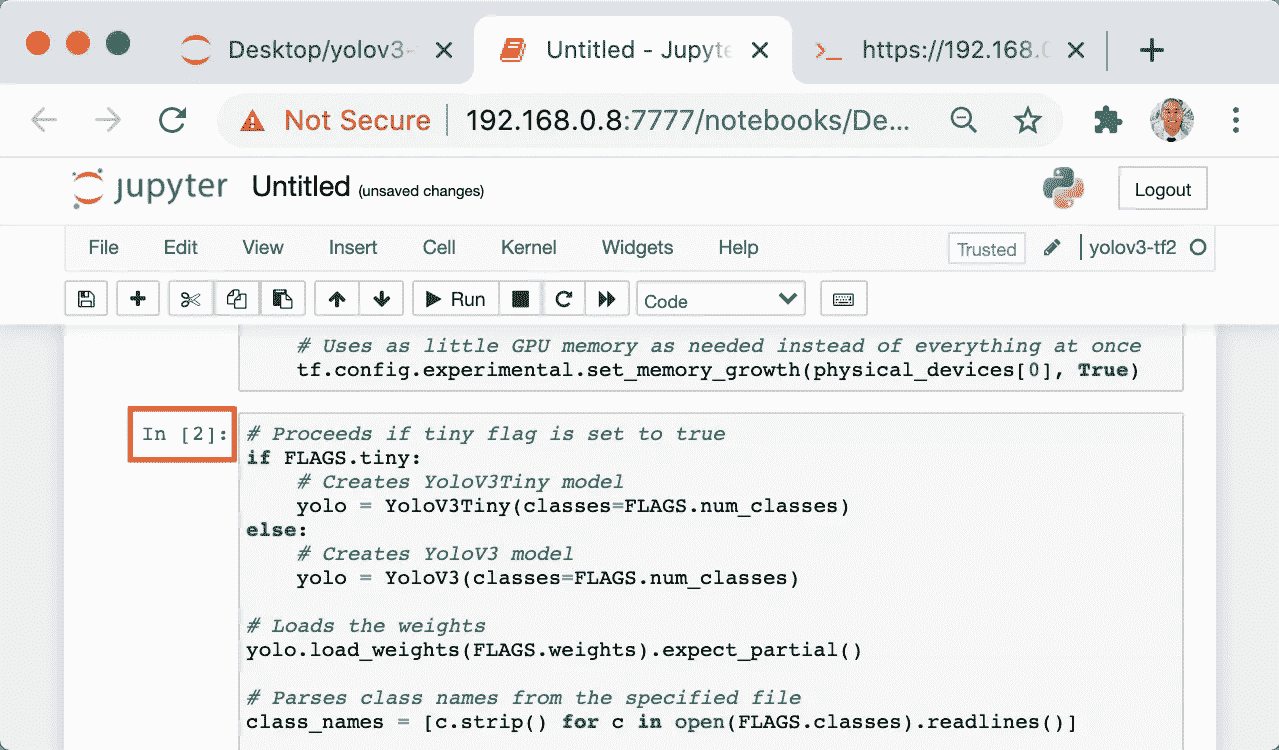 Desktop/yolov3-
Untitled - Jupyte
https://192.168.0
Not Secure
192.168.0.8:7777/notebooks/De...
jupyter Untitled (unsaved changes)
Logout
File Edit View Insert Cell Kernel Widgets Help
Trusted
yolov3-tf2
Run
Code
# Uses as little GPU memory as needed instead of everything at once
tf.config.experimental.set_memory_growth(physical_devices[0], True)
In [2]:
# Proceeds if tiny flag is set to true
if FLAGS.tiny:
    # Creates YoloV3Tiny model
    yolo = YoloV3Tiny(classes=FLAGS.num_classes)
else:
    # Creates YoloV3 model
    yolo = YoloV3(classes=FLAGS.num_classes)
# Loads the weights
yolo.load_weights(FLAGS.weights).expect_partial()
# Parses class names from the specified file
class_names = [c.strip() for c in open(FLAGS.classes).readlines()]